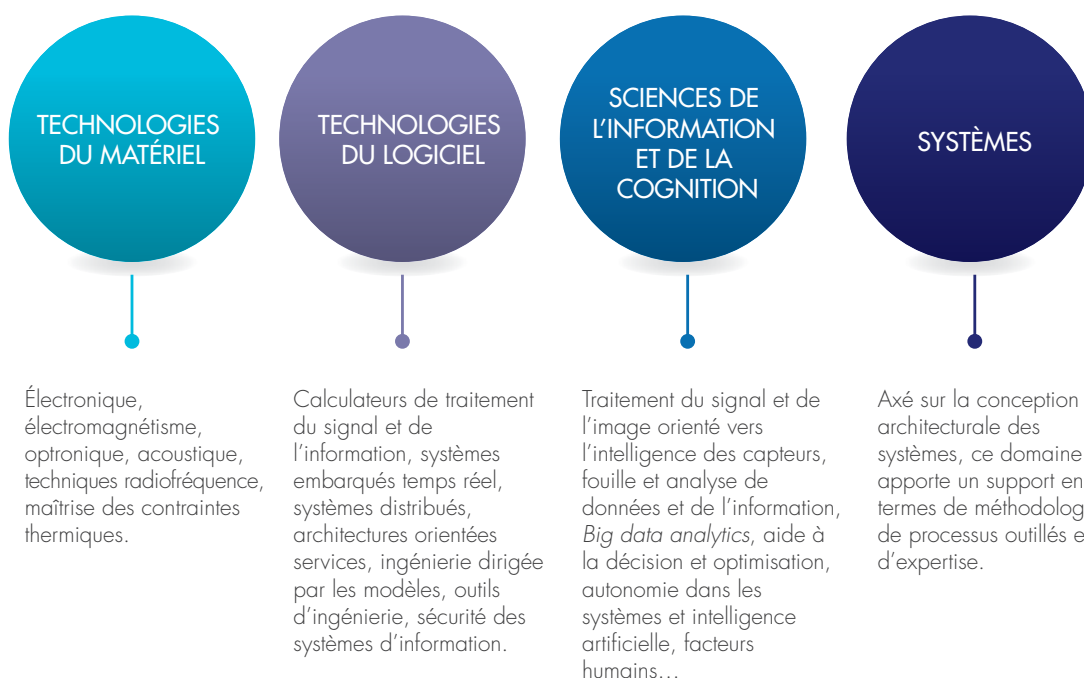 TECHNOLOGIES
DU MATÉRIEL
TECHNOLOGIES
DU LOGICIEL
SCIENCES DE
L’INFORMATION
ET DE LA
COGNITION
SYSTÈMES
Électronique,
électromagnétisme,
optronique, acoustique,
techniques radiofréquence,
maîtrise des contraintes
thermiques.
Calculateurs de traitement
du signal et de
l’information, systèmes
embarqués temps réel,
systèmes distribués,
architectures orientées
services, ingénierie dirigée
par les modèles, outils
d’ingénierie, sécurité des
systèmes d’information.
Traitement du signal et de
l’image orienté vers
l’intelligence des capteurs,
fouille et analyse de
données et de l’information,
Big data analytics, aide à
la décision et optimisation,
autonomie dans les
systèmes et intelligence
artificielle, facteurs
humains…
Axé sur la conception
architecturale des
systèmes, ce domaine
apporte un support en
termes de
de processus outillés
d’expertise.